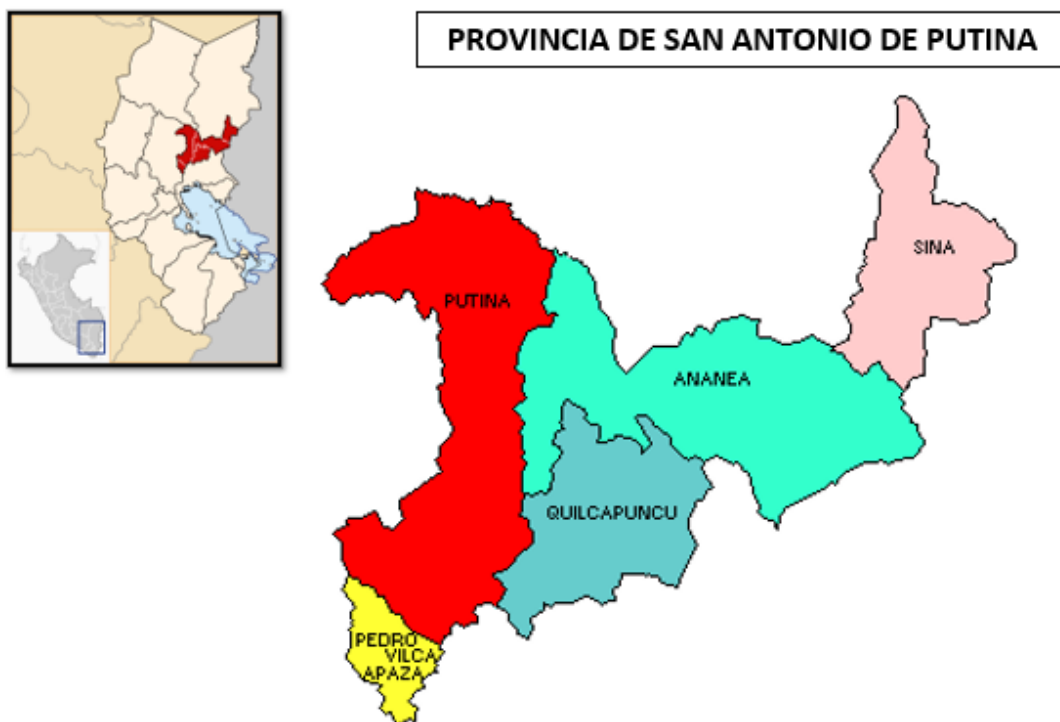 PROVINCIA DE SAN ANTONIO DE PUTINA
SINA
PUTINA
ANANEA
QUILCAPUNCU
PEDRO
VILCA
APAZA